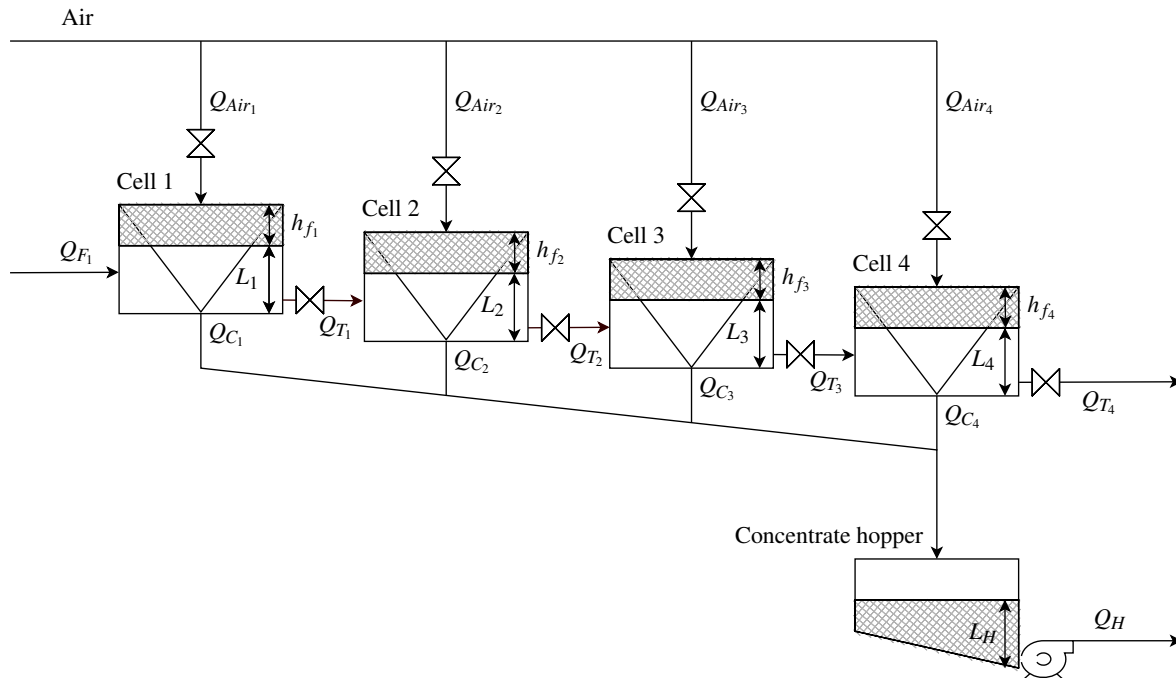 Air
Q_{Air_1}
Q_{Air_2}
Q_{Air_3}
Q_{Air_4}
Cell 1
Cell 2
Cell 3
Cell 4
h_{f_1}
h_{f_2}
h_{f_3}
h_{f_4}
Q_{F_1}
L_1
L_2
L_3
L_4
Q_{T_1}
Q_{T_2}
Q_{T_3}
Q_{T_4}
Q_{C_1}
Q_{C_2}
Q_{C_3}
Q_{C_4}
Concentrate hopper
L_H
Q_H